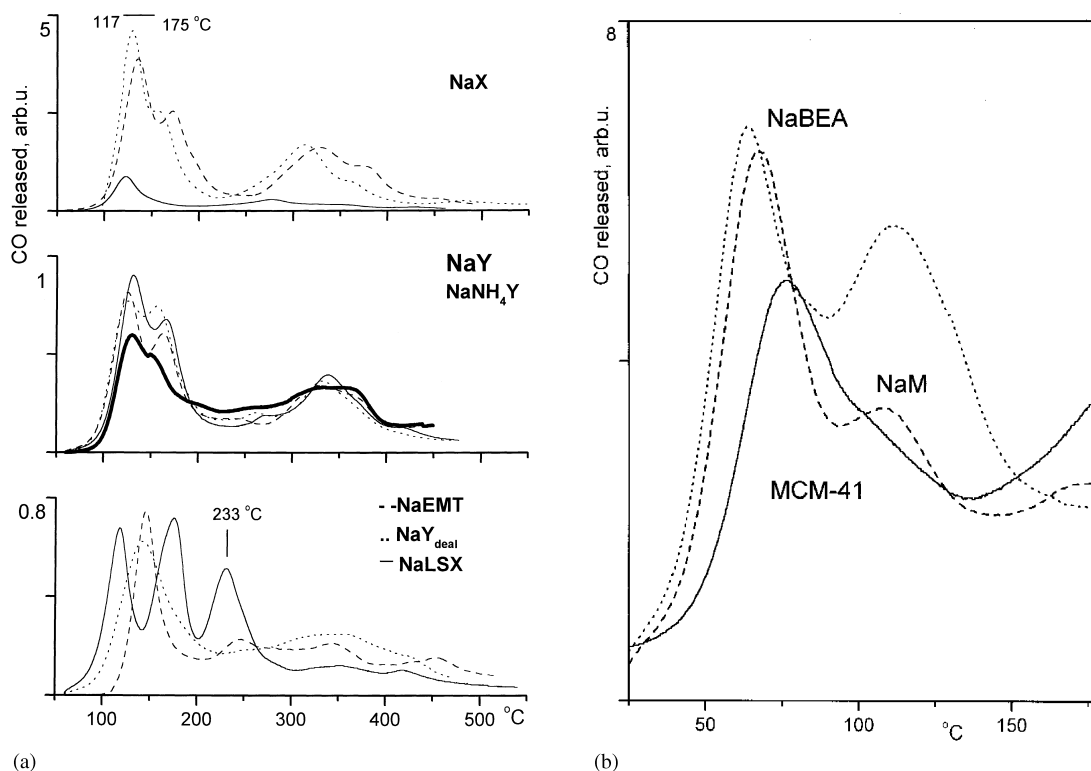 5
117 175 °C
NaX
CO released, arb.u.
1
NaY
NaNH₄Y
0.8
233 °C
- -NaEMT
.. NaYdeal
— NaLSX
100 200 300 400 500 °C
(a)
8
CO released, arb.u.
NaBEA
NaM
MCM-41
50 100 °C 150
(b)